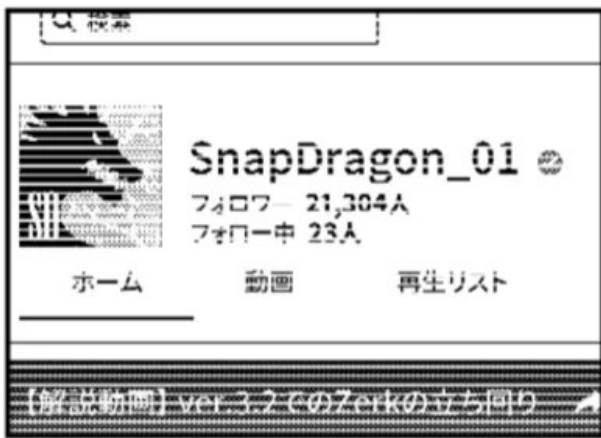 検索
SnapDragon_01
フォロワー 21,304人
フォロー中 23人
ホーム 動画 再生リスト
【解説動画】ver.3.2でのZerkの立ち回り